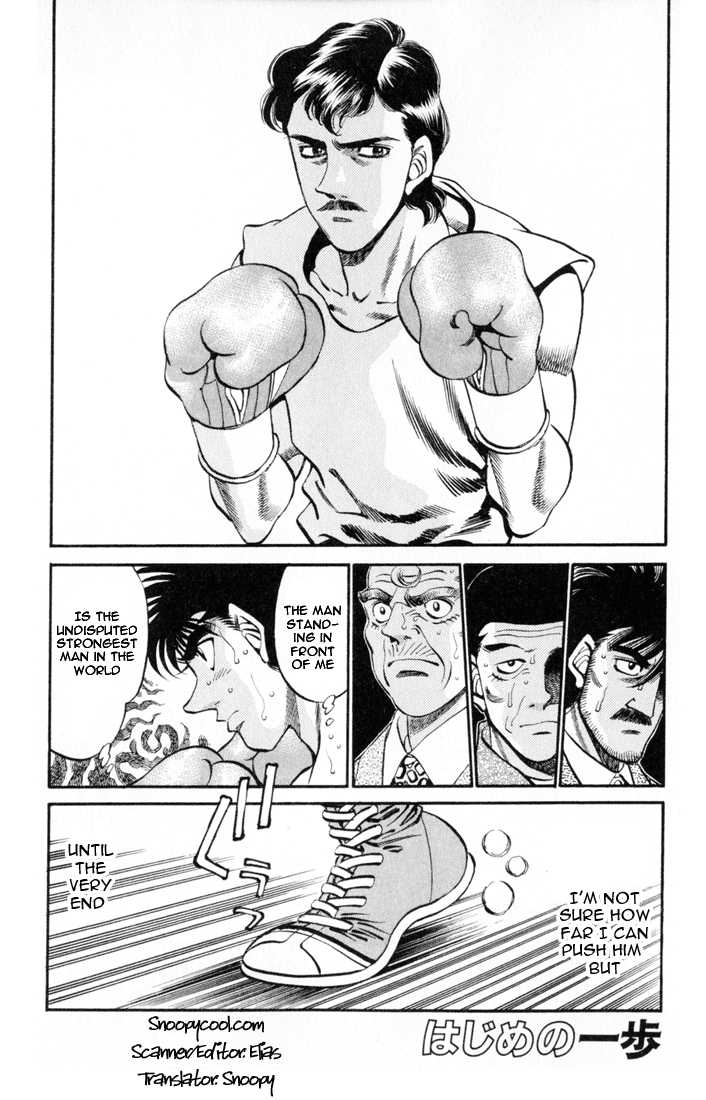 THE MAN
STAND-
ING IN
FRONT
OF ME
IS THE
UNDISPUTED
STRONGEST
MAN IN THE
WORLD
I'M NOT
SURE HOW
FAR I CAN
PUSH HIM
BUT
UNTIL
THE
VERY
END
はじめの一歩
Snoopycool.com
Scanner/Editor: Elias
Translator: Snoopy